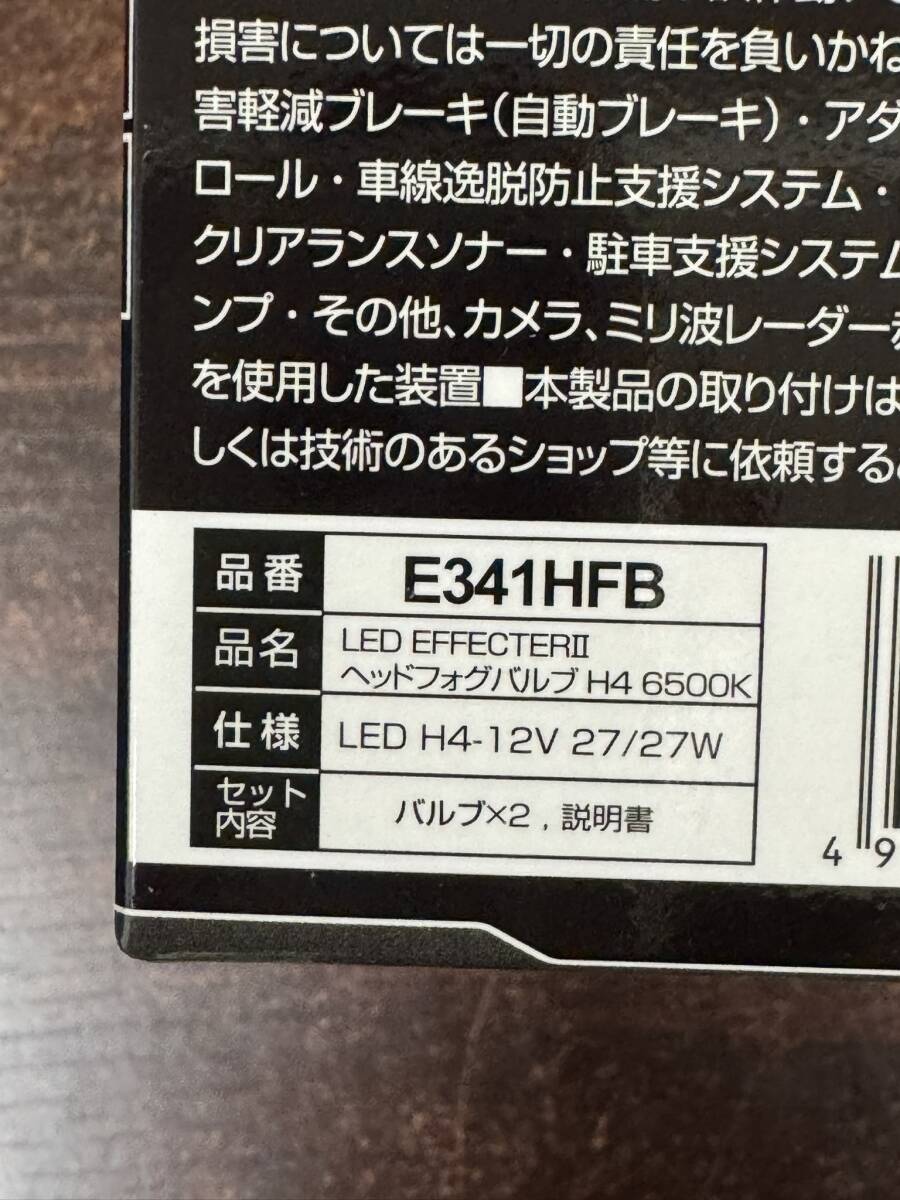 損害については一切の責任を負いかね
害軽減ブレーキ(自動ブレーキ)・アダ
ロール・車線逸脱防止支援システム・
クリアランスソナー・駐車支援システム
ンプ・その他、カメラ、ミリ波レーダー赤
を使用した装置■本製品の取り付けは
しくは技術のあるショップ等に依頼する
品番 E341HFB
品名 LED EFFECTERⅡ
ヘッドフォグバルブ H4 6500K
仕様 LED H4-12V 27/27W
セット
内容
バルブ×2 , 説明書
4 9